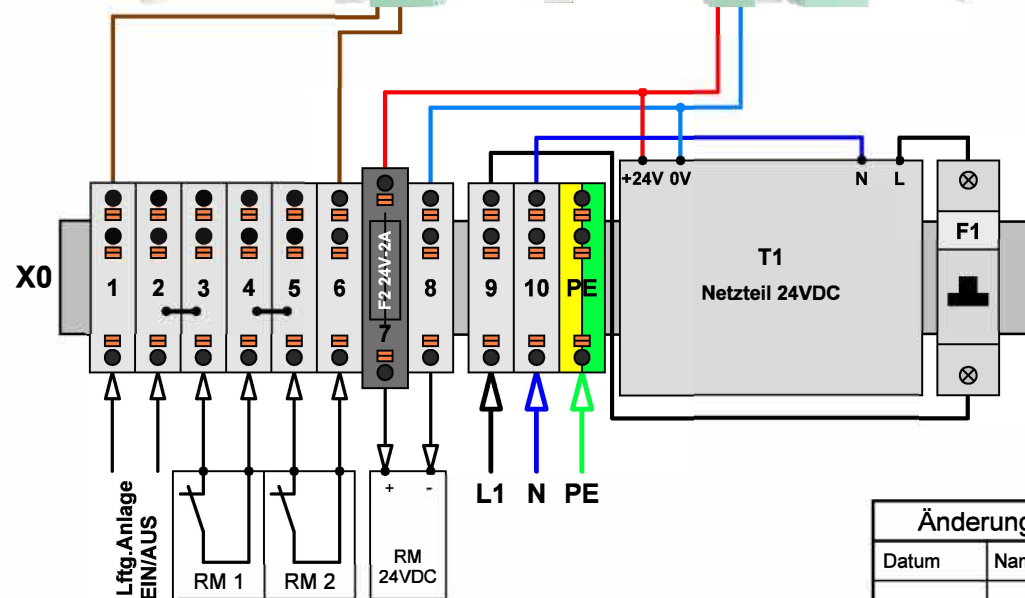 +24V 0V N L
X0
1 2 3 4 5 6 F2 24V-2A 7 8 9 10 PE
T1
Netzteil 24VDC
F1
Lftg.Anlage
EIN/AUS
RM 1
RM 2
+ -
RM
24VDC
L1 N PE
Änderung
Datum